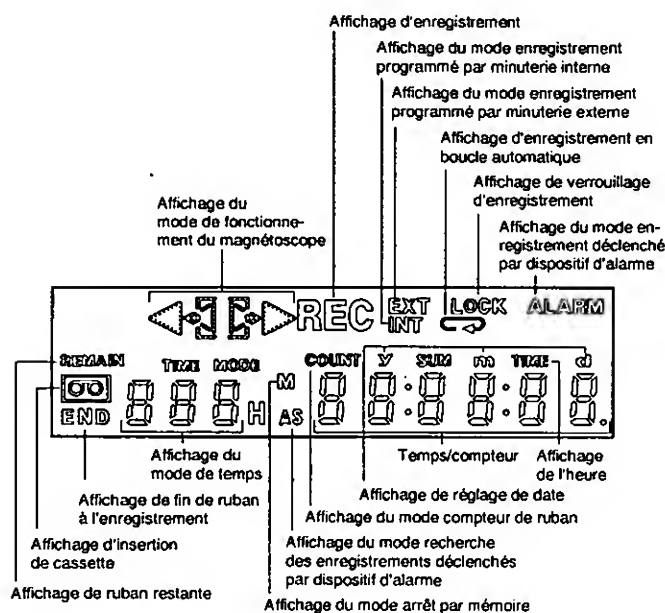 Affichage d'enregistrement
Affichage du mode enregistrement
programmé par minuterie interne
Affichage du mode enregistrement
programmé par minuterie externe
Affichage d'enregistrement en
boucle automatique
Affichage de verrouillage
d'enregistrement
Affichage du mode en-
registrement déclenché
par dispositif d'alarme
Affichage du
mode de fonctionne-
ment du magnétoscope
REC EXT LOCK ALARM
INT
REMAIN TIME MODE COUNT y SUM m TIME d
M
END 888H AS 88:88:88.
Affichage du
mode de temps
Temps/compteur
Affichage
de l'heure
Affichage de réglage de date
Affichage de fin de ruban
à l'enregistrement
Affichage du mode compteur de ruban
Affichage d'insertion
de cassette
Affichage du mode recherche
des enregistrements déclenchés
par dispositif d'alarme
Affichage de ruban restante
Affichage du mode arrêt par mémoire